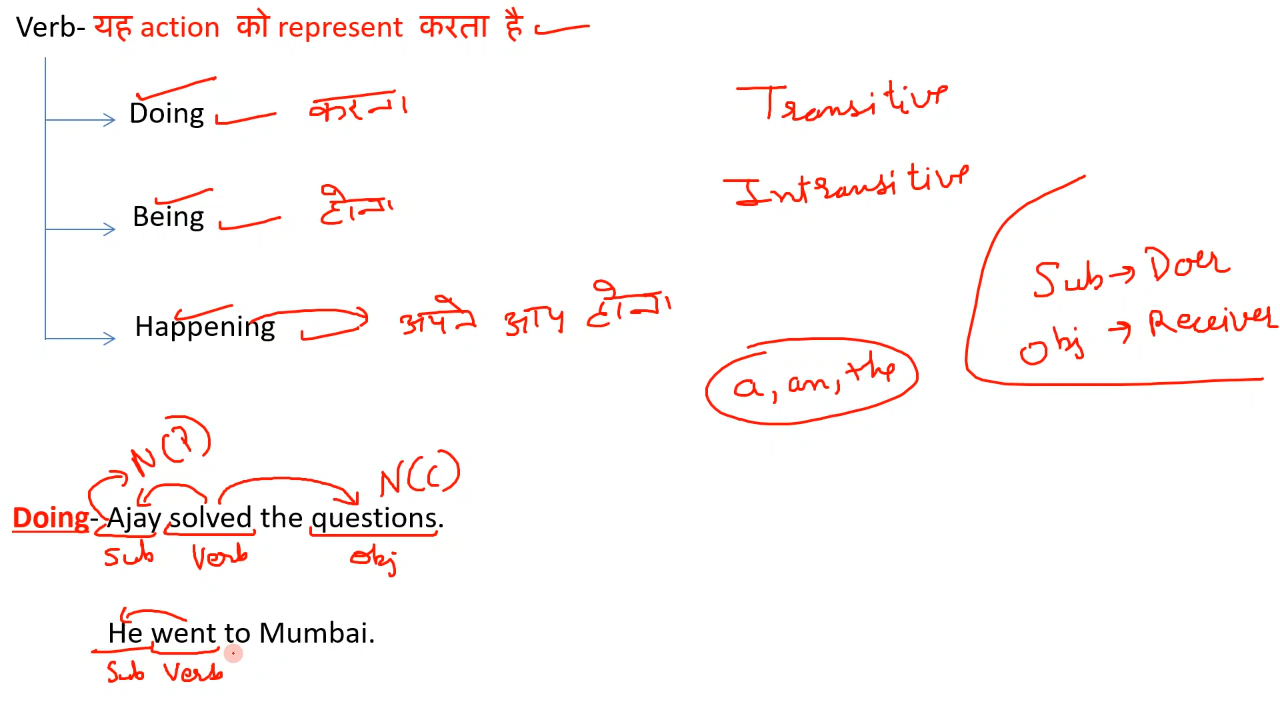 Verb- यह action को represent करता है
Doing करना
Being होना
Happening अपने आप होना
Transitive
Intransitive
Sub → Doer
Obj → Receiver
a, an, the
N(P) N(C)
Doing- Ajay solved the questions.
Sub Verb Obj
He went to Mumbai.
Sub Verb